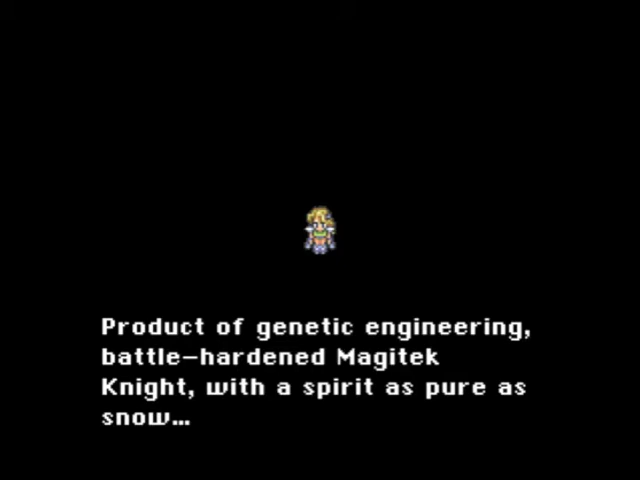 Product of genetic engineering,
battle-hardened Magitek
Knight, with a spirit as pure as
snow…